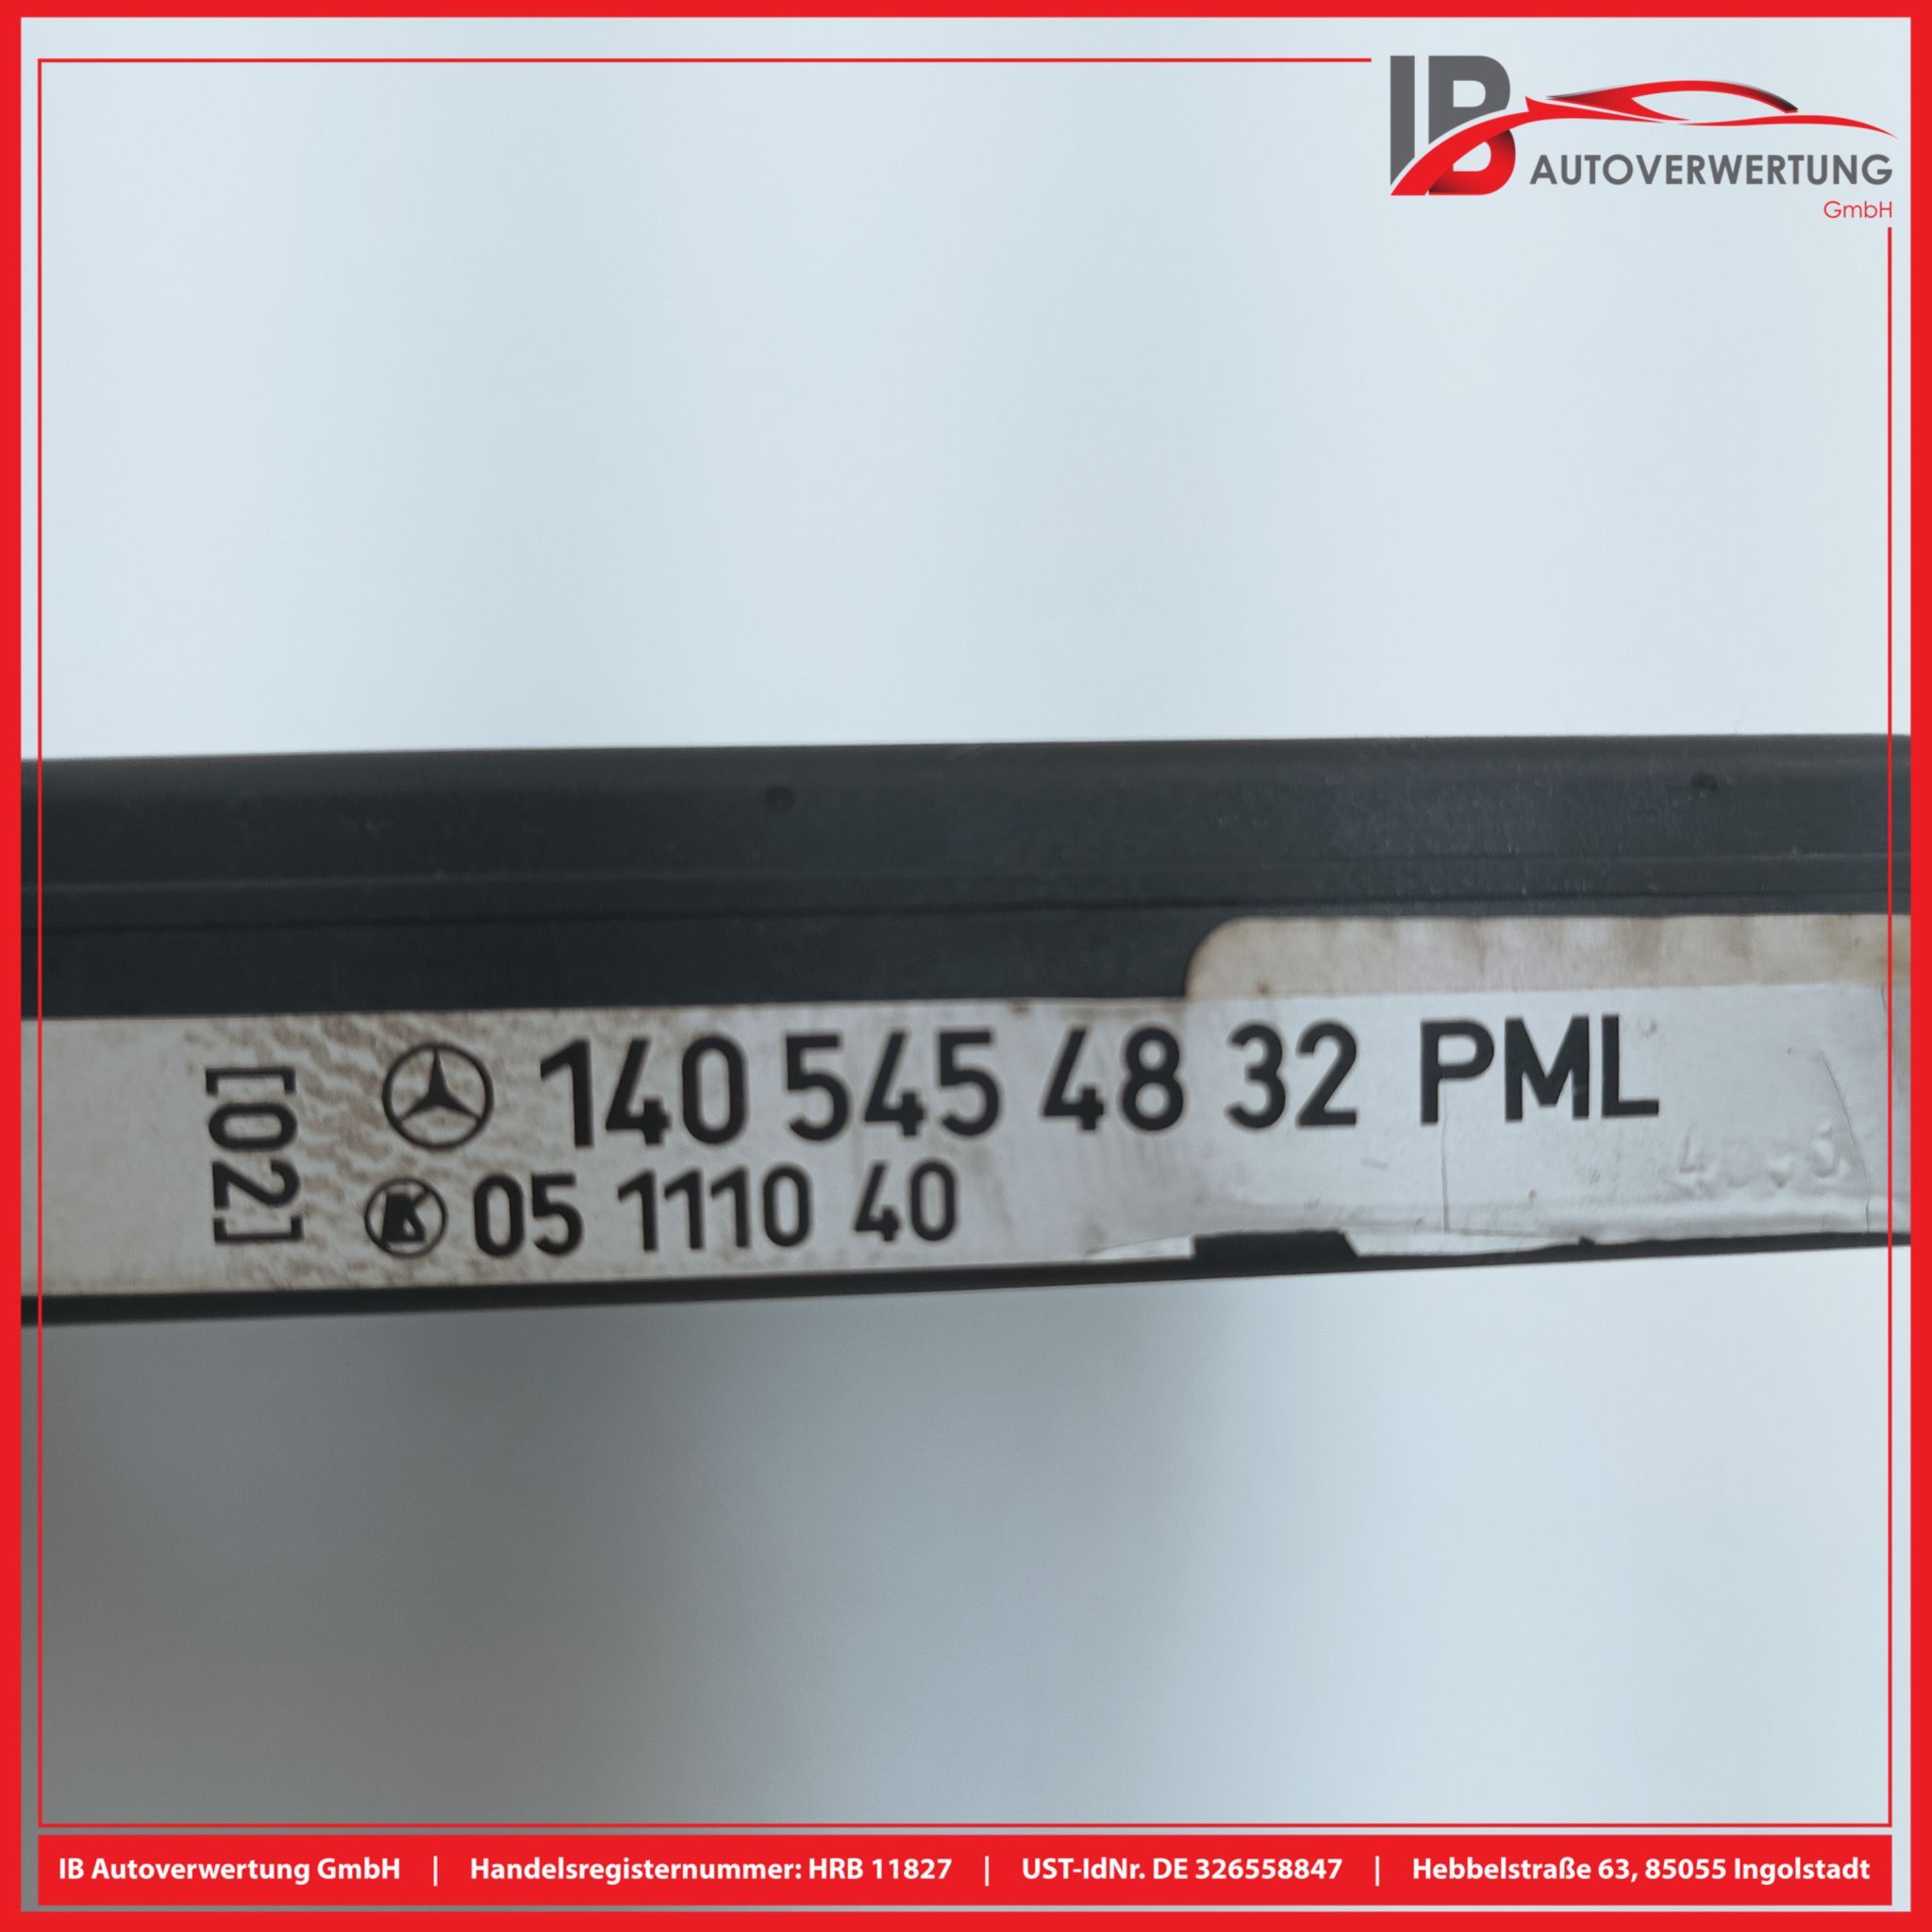 IB
AUTOVERWERTUNG
GmbH
[02]
140 545 48 32 PML
K 05 1110 40
IB Autoverwertung GmbH | Handelsregisternummer: HRB 11827 | UST-IdNr. DE 326558847 | Hebbelstraße 63, 85055 Ingolstadt